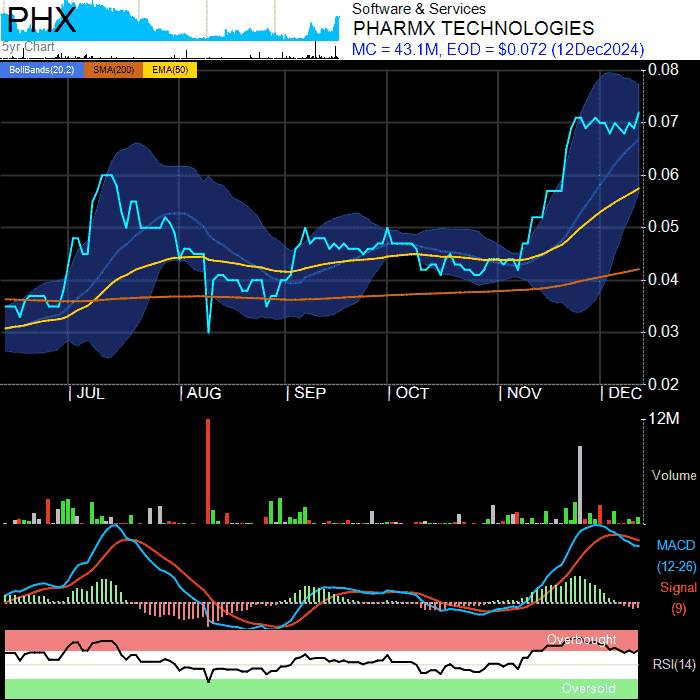 PHX
5yr Chart
Software & Services
PHARMX TECHNOLOGIES
MC = 43.1M, EOD = $0.072 (12Dec2024)
BollBands(20,2) SMA(200) EMA(50)
0.08
0.07
0.06
0.05
0.04
0.03
0.02
JUL AUG SEP OCT NOV DEC
12M
Volume
MACD
(12-26)
Signal
(9)
Overbought
RSI(14)
Oversold